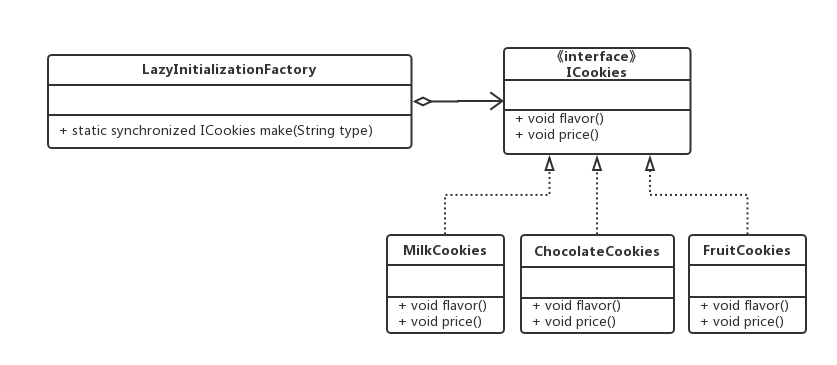 LazyInitializationFactory
+ static synchronized ICookies make(String type)
《interface》
ICookies
+ void flavor()
+ void price()
MilkCookies
+ void flavor()
+ void price()
ChocolateCookies
+ void flavor()
+ void price()
FruitCookies
+ void flavor()
+ void price()